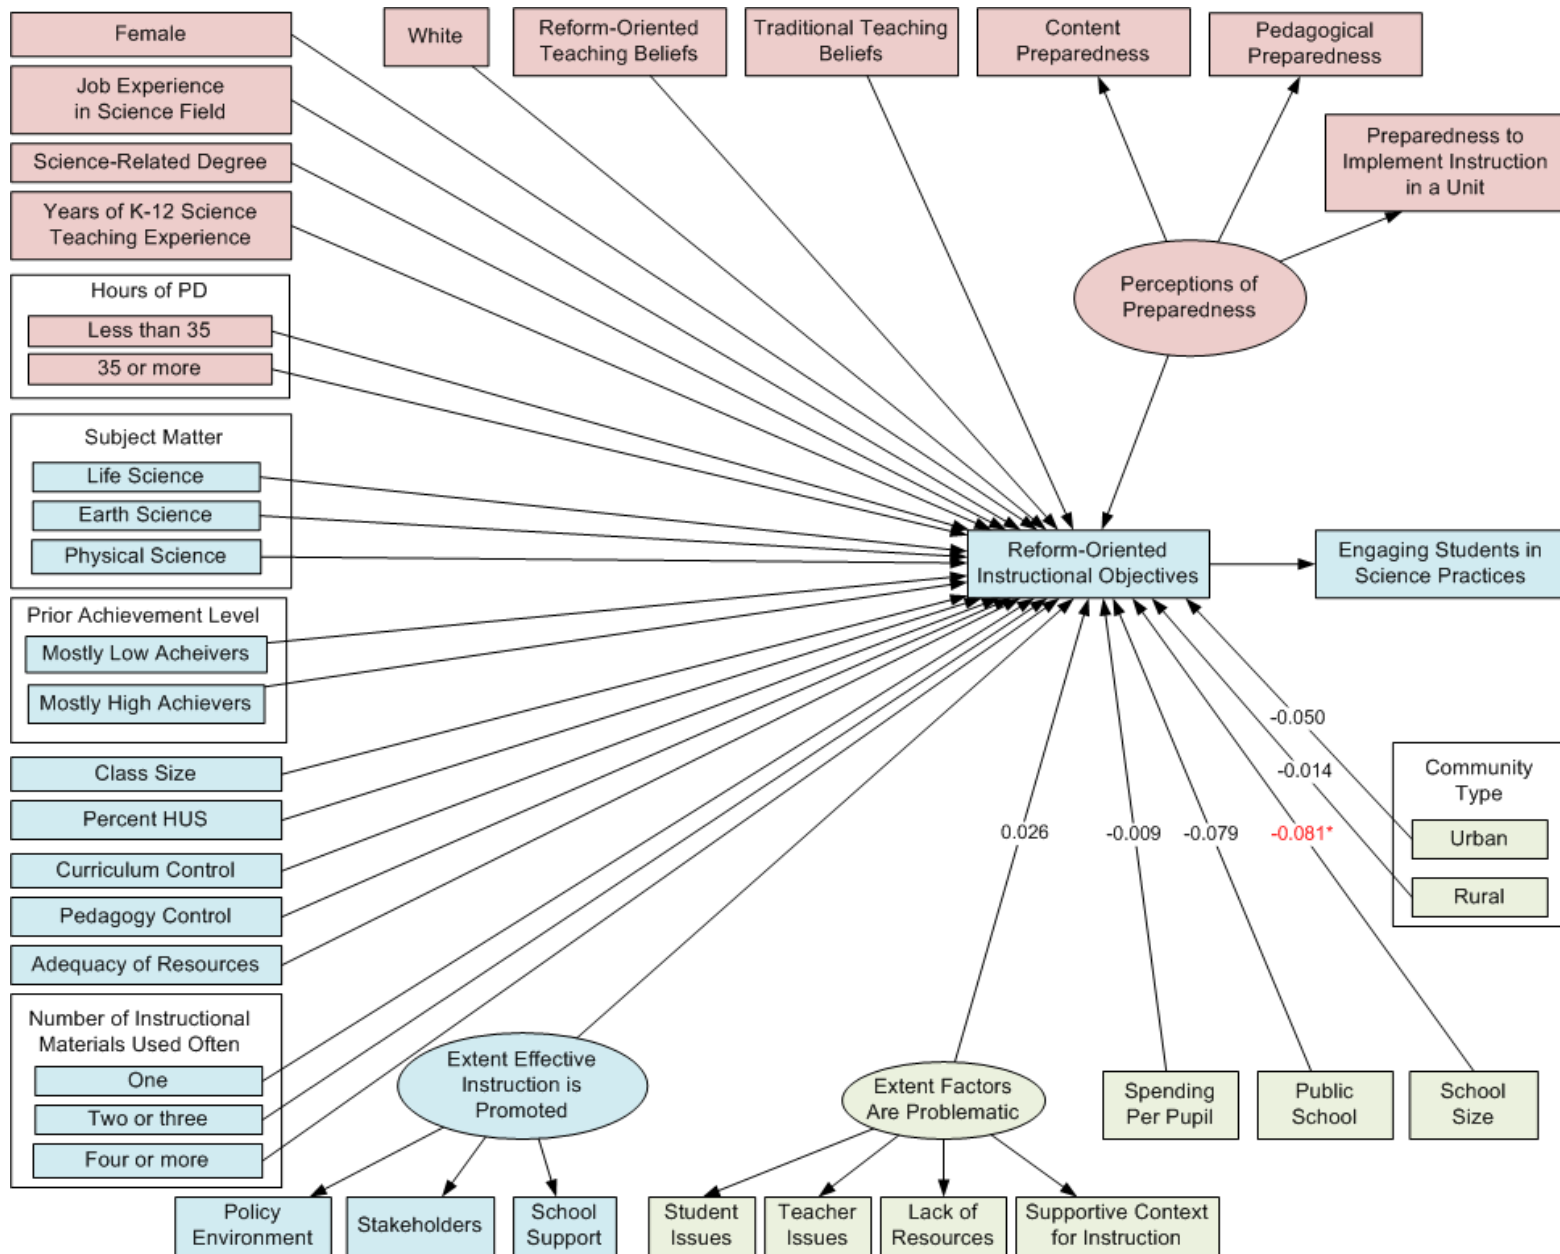 Female
White
Reform-Oriented
Teaching Beliefs
Traditional Teaching
Beliefs
Content
Preparedness
Pedagogical
Preparedness
Job Experience
in Science Field
Science-Related Degree
Years of K-12 Science
Teaching Experience
Preparedness to
Implement Instruction
in a Unit
Perceptions of
Preparedness
Hours of PD
Less than 35
35 or more
Subject Matter
Life Science
Earth Science
Physical Science
Reform-Oriented
Instructional Objectives
Engaging Students in
Science Practices
Prior Achievement Level
Mostly Low Acheivers
Mostly High Achievers
Class Size
Percent HUS
Curriculum Control
Pedagogy Control
Adequacy of Resources
Number of Instructional
Materials Used Often
One
Two or three
Four or more
0.026
-0.009
-0.079
-0.081*
-0.014
-0.050
Community
Type
Urban
Rural
Extent Effective
Instruction is
Promoted
Extent Factors
Are Problematic
Spending
Per Pupil
Public
School
School
Size
Policy
Environment
Stakeholders
School
Support
Student
Issues
Teacher
Issues
Lack of
Resources
Supportive Context
for Instruction